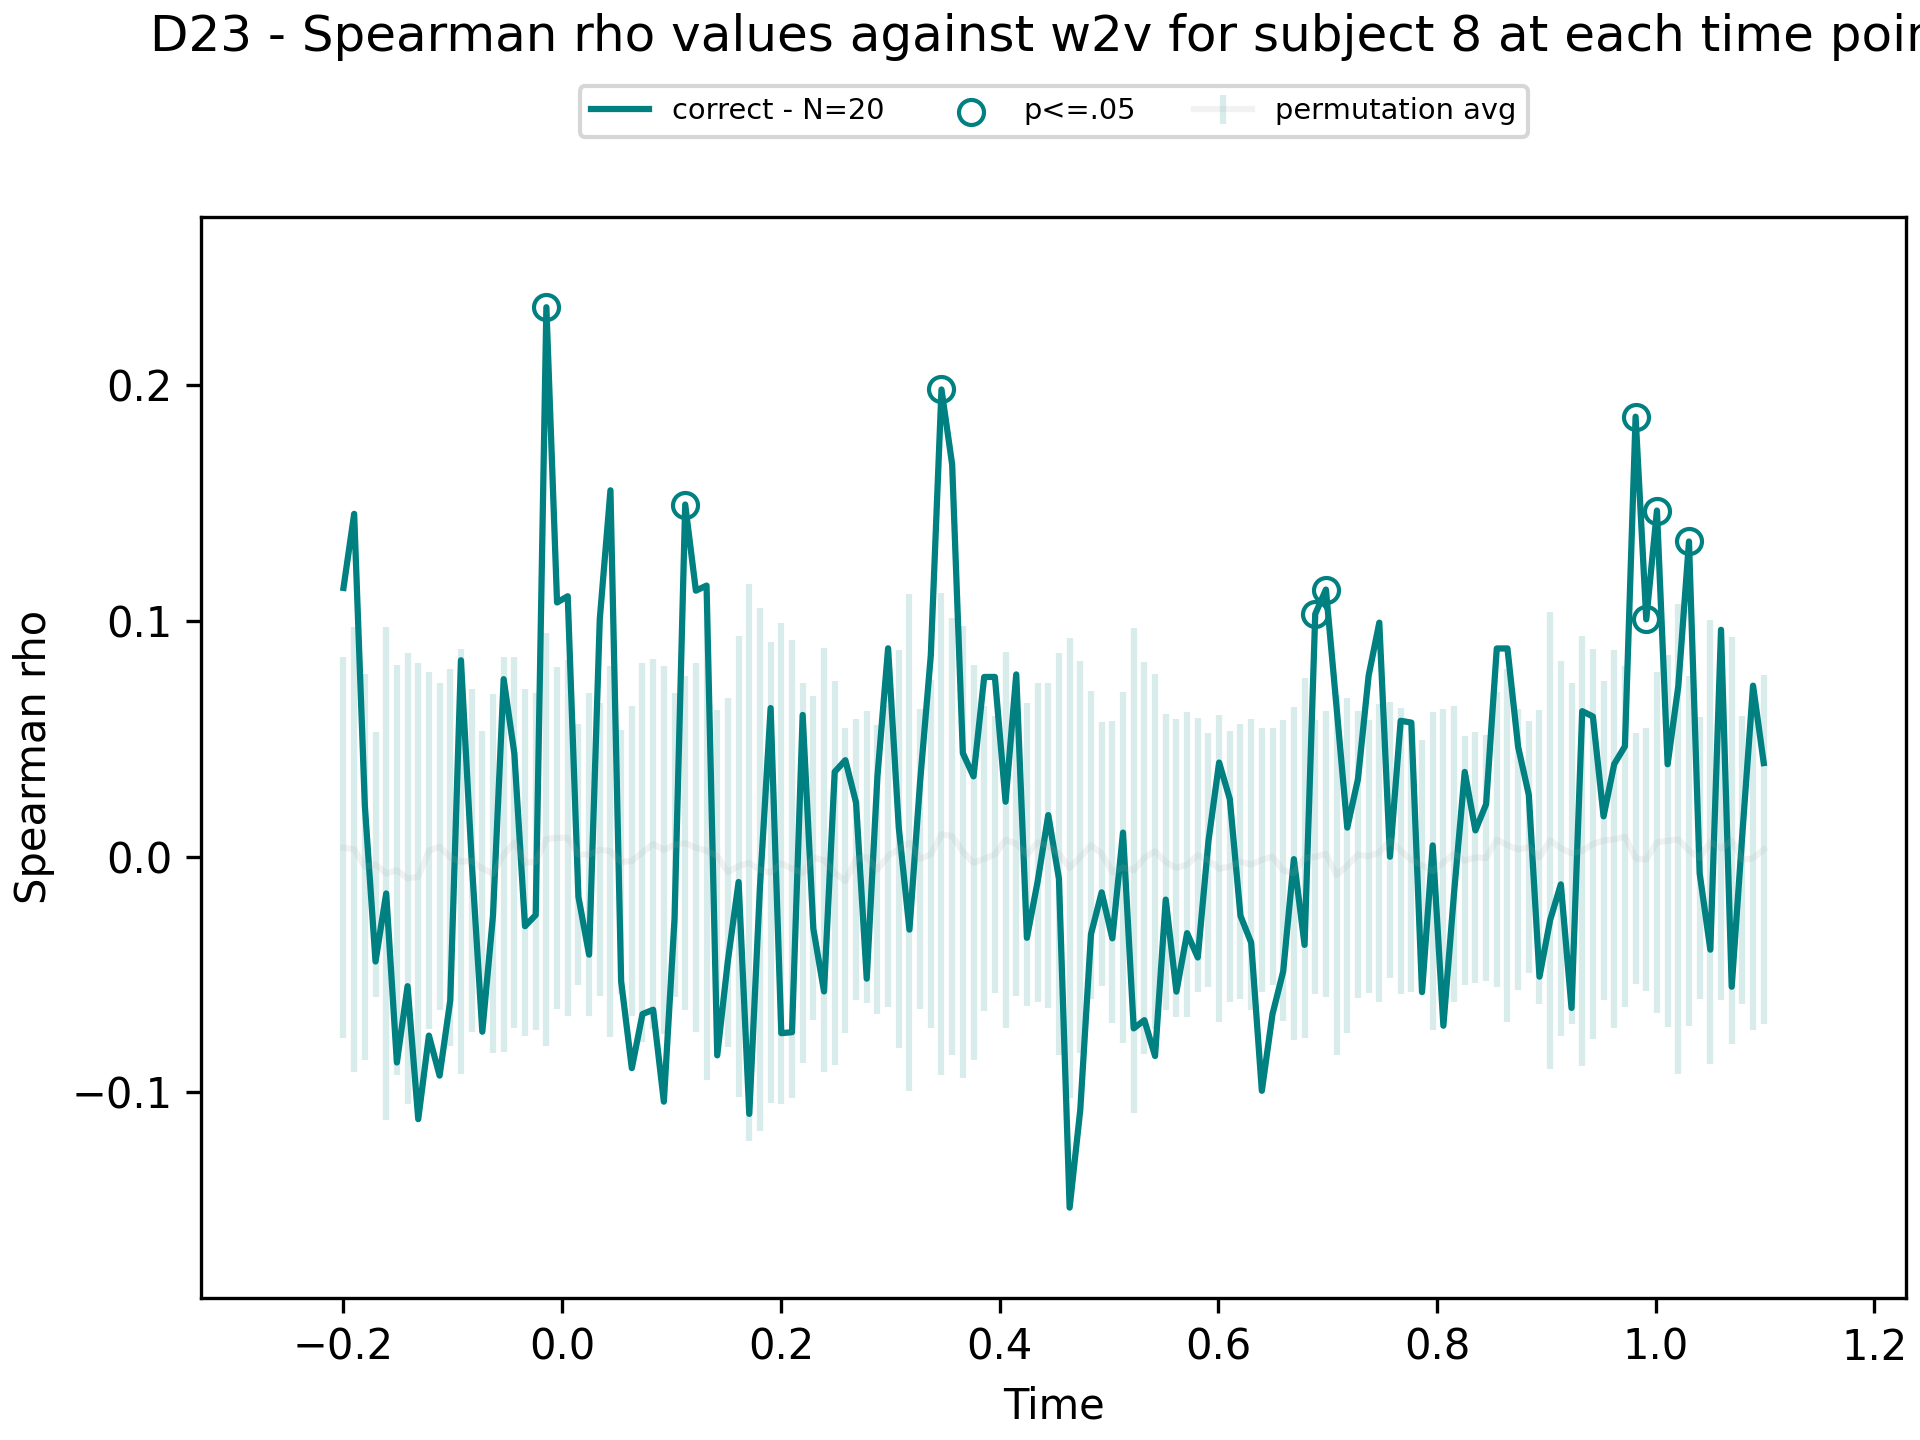 D23 - Spearman rho values against w2v for subject 8 at each time
correct - N=20 p<=.05 permutation avg
Spearman rho
0.2
0.1
0.0
−0.1
−0.2 0.0 0.2 0.4 0.6 0.8 1.0 1.2
Time